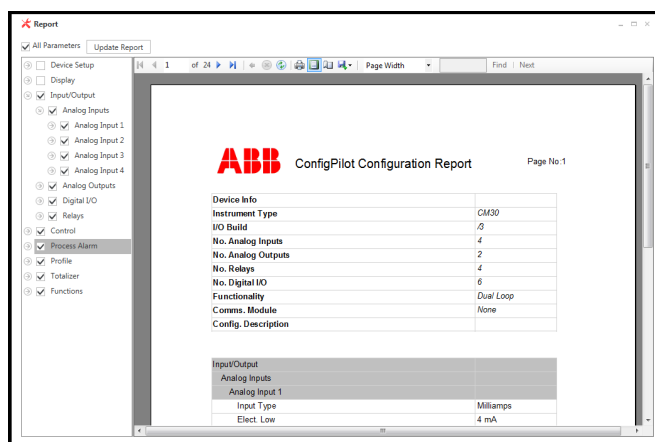 Report
All Parameters Update Report
1 of 24 Page Width Find Next
Device Setup
Display
Input/Output
Analog Inputs
Analog Input 1
Analog Input 2
Analog Input 3
Analog Input 4
Analog Outputs
Digital I/O
Relays
Control
Process Alarm
Profile
Totalizer
Functions
ABB ConfigPilot Configuration Report Page No:1
Device Info
Instrument Type CM30
I/O Build /3
No. Analog Inputs 4
No. Analog Outputs 2
No. Relays 4
No. Digital I/O 6
Functionality Dual Loop
Comms. Module None
Config. Description
Input/Output
Analog Inputs
Analog Input 1
Input Type Milliamps
Elect. Low 4 mA